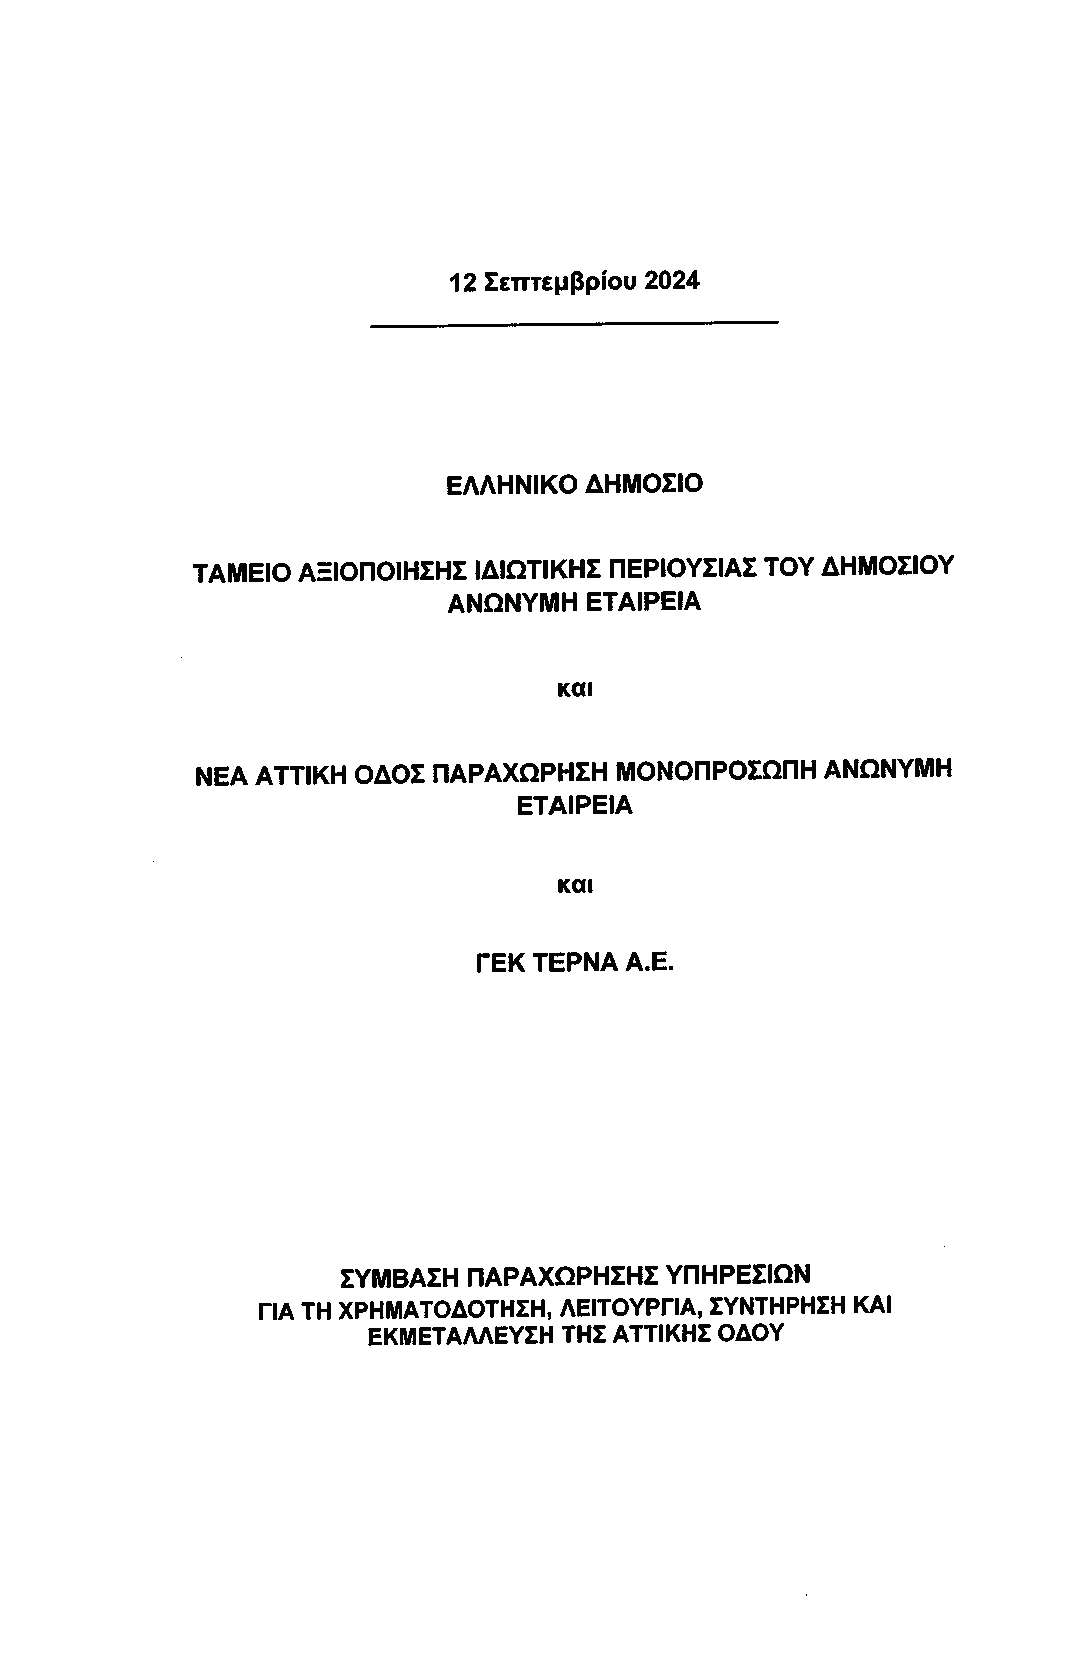 12 Σεπτεμβρίου 2024
ΕΛΛΗΝΙΚΟ ΔΗΜΟΣΙΟ
ΤΑΜΕΙΟ ΑΞΙΟΠΟΙΗΣΗΣ ΙΔΙΩΤΙΚΗΣ ΠΕΡΙΟΥΣΙΑΣ ΤΟΥ ΔΗΜΟΣΙΟΥ
ΑΝΩΝΥΜΗ ΕΤΑΙΡΕΙΑ
και
ΝΕΑ ΑΤΤΙΚΗ ΟΔΟΣ ΠΑΡΑΧΩΡΗΣΗ ΜΟΝΟΠΡΟΣΩΠΗ ΑΝΩΝΥΜΗ
ΕΤΑΙΡΕΙΑ
και
ΓΕΚ ΤΕΡΝΑ Α.Ε.
ΣΥΜΒΑΣΗ ΠΑΡΑΧΩΡΗΣΗΣ ΥΠΗΡΕΣΙΩΝ
ΓΙΑ ΤΗ ΧΡΗΜΑΤΟΔΟΤΗΣΗ, ΛΕΙΤΟΥΡΓΙΑ, ΣΥΝΤΗΡΗΣΗ ΚΑΙ
ΕΚΜΕΤΑΛΛΕΥΣΗ ΤΗΣ ΑΤΤΙΚΗΣ ΟΔΟΥ